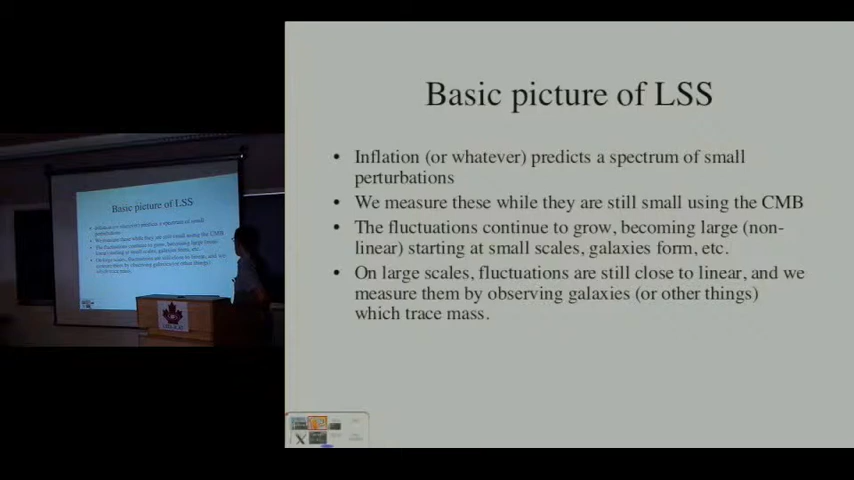 Basic picture of LSS
• Inflation (or whatever) predicts a spectrum of small
perturbations
• We measure these while they are still small using the CMB
• The fluctuations continue to grow, becoming large (non-
linear) starting at small scales, galaxies form, etc.
• On large scales, fluctuations are still close to linear, and we
measure them by observing galaxies (or other things)
which trace mass.
Basic picture of LSS